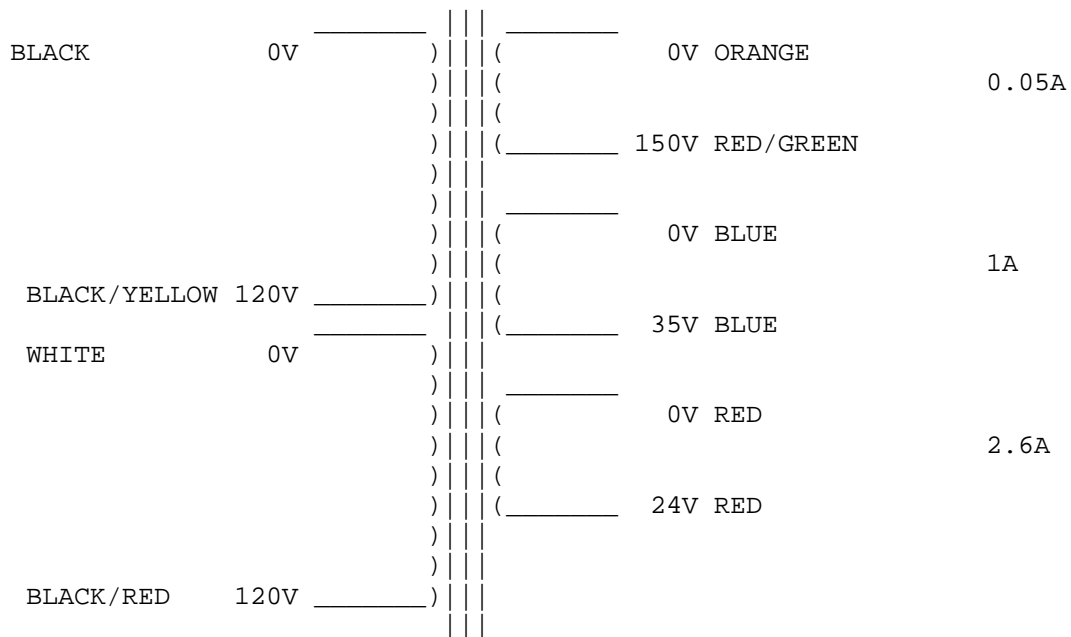 BLACK 0V 0V ORANGE
0.05A
150V RED/GREEN
0V BLUE
1A
BLACK/YELLOW 120V
35V BLUE
WHITE 0V
0V RED
2.6A
24V RED
BLACK/RED 120V